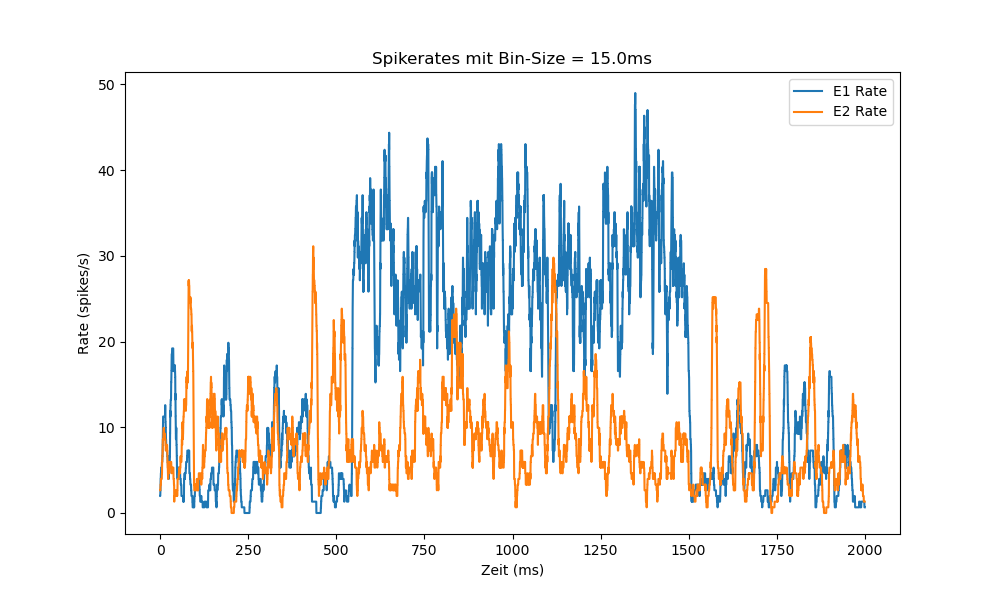 Spikerates mit Bin-Size = 15.0ms
50
40
30
20
10
0
Rate (spikes/s)
E1 Rate
E2 Rate
0 250 500 750 1000 1250 1500 1750 2000
Zeit (ms)